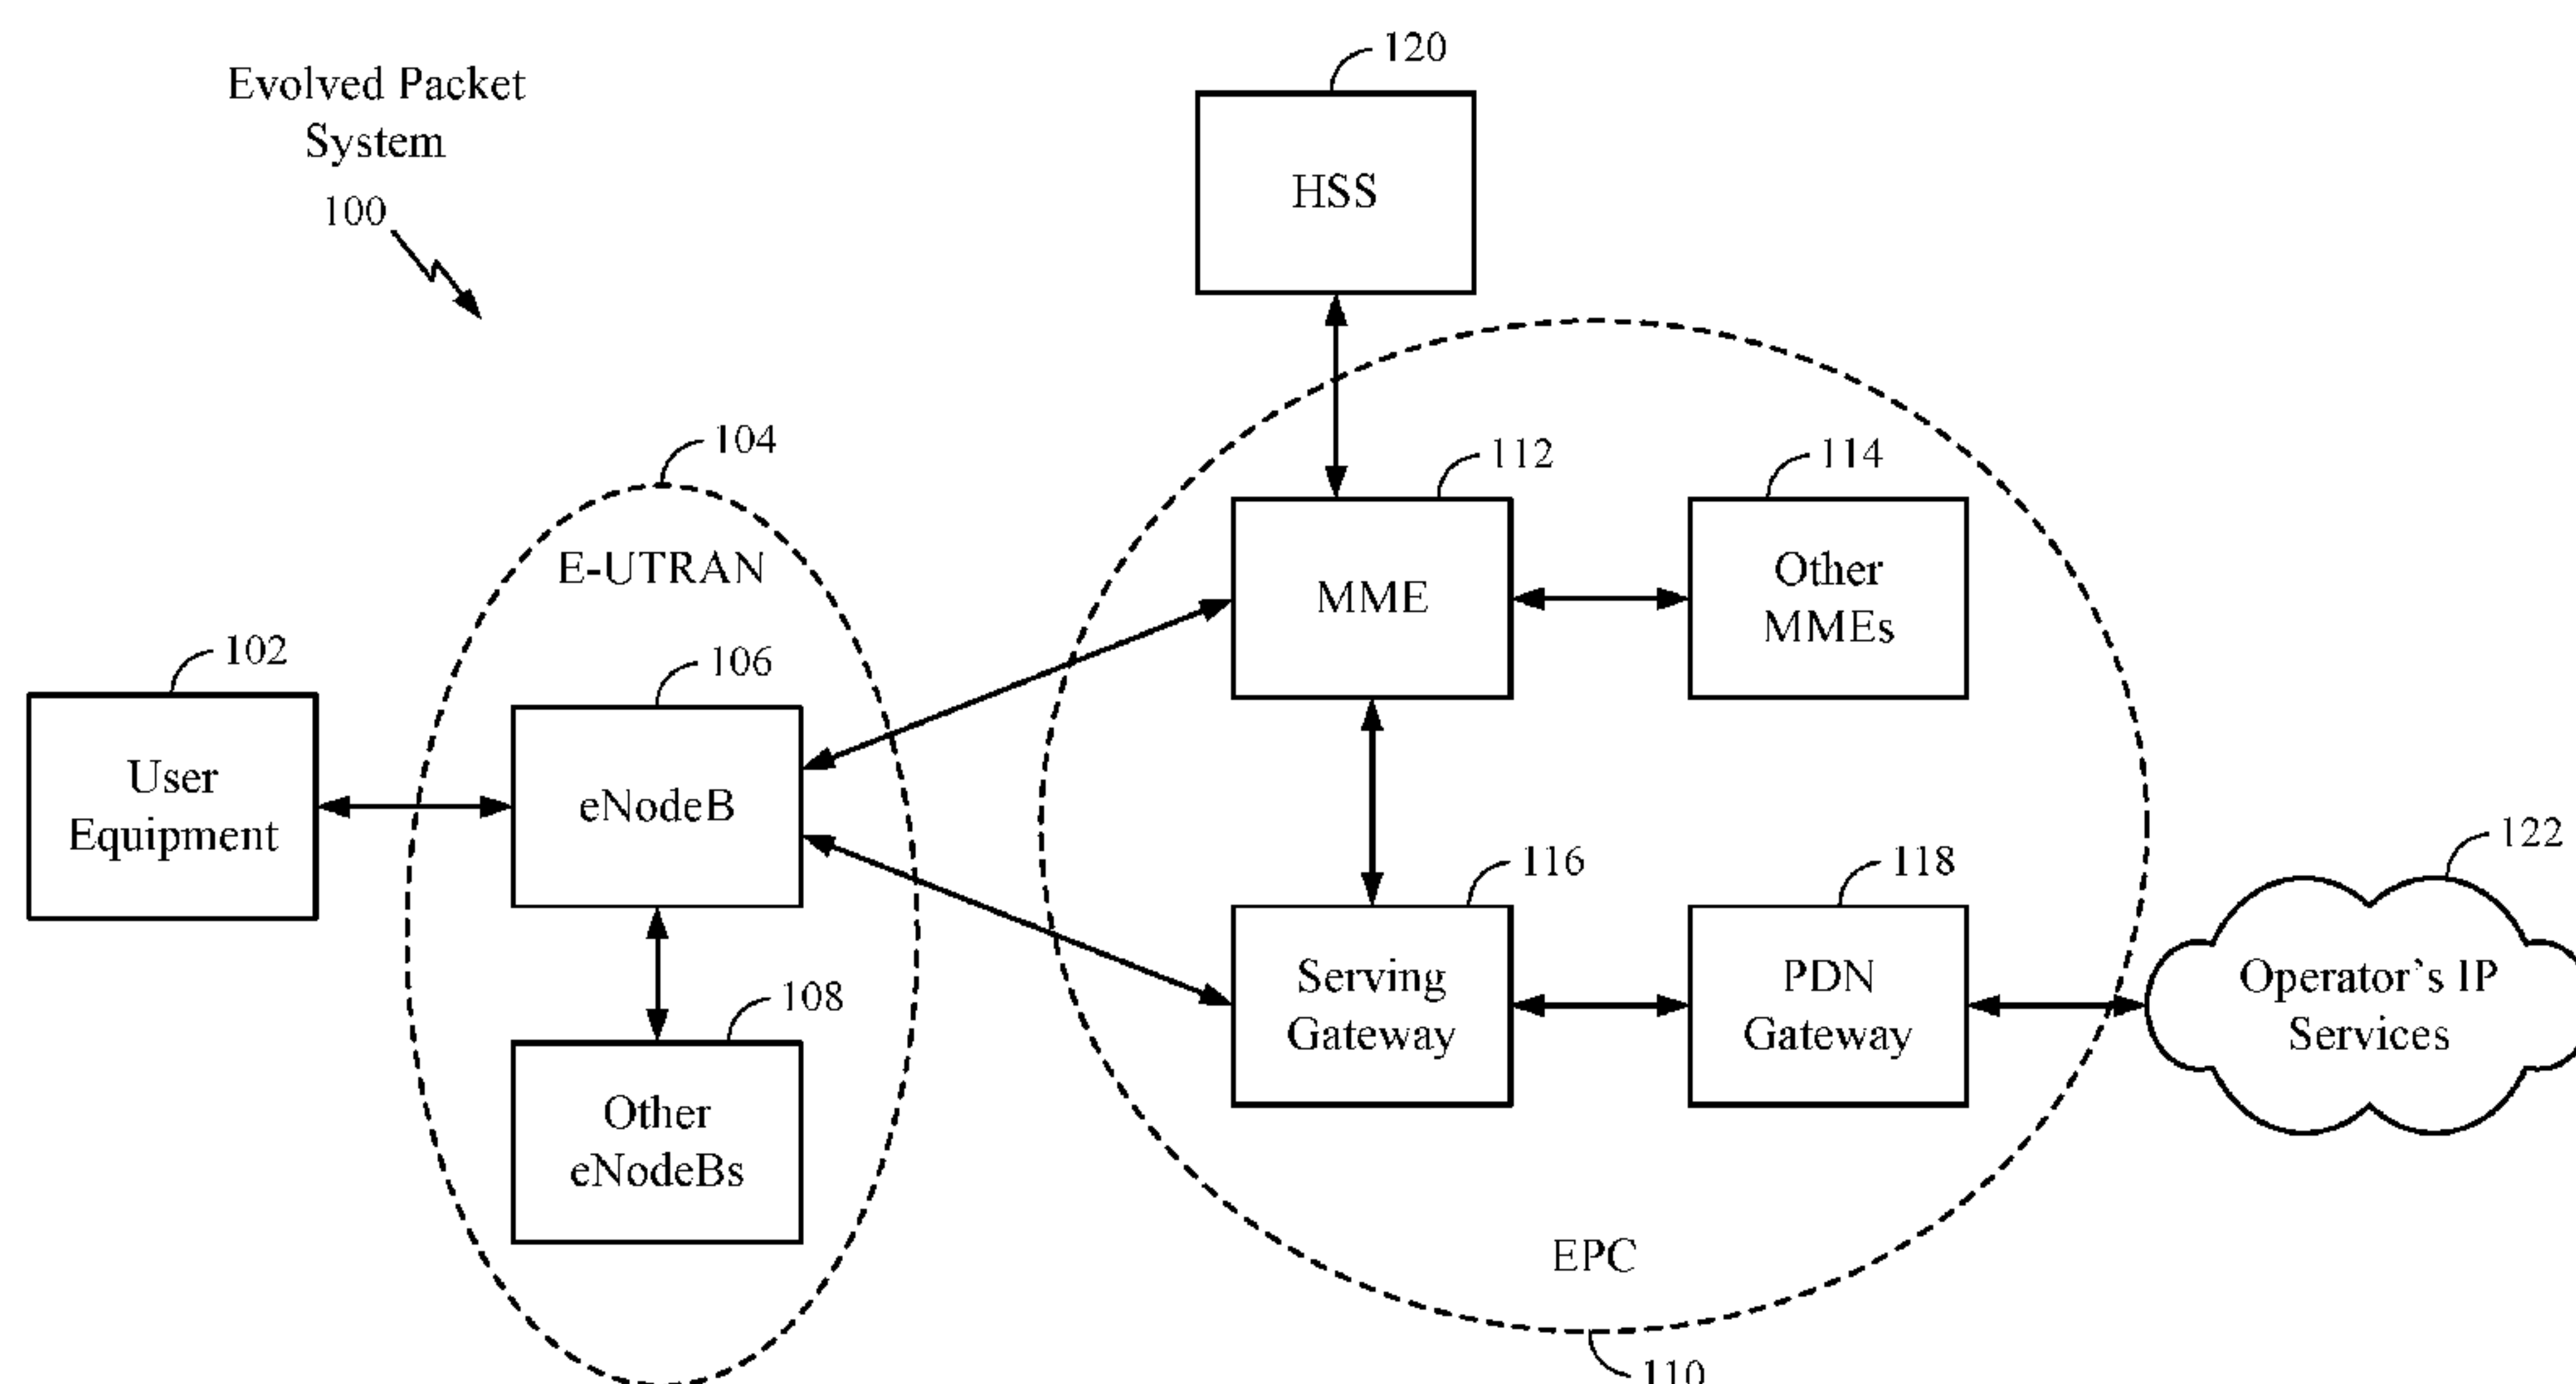 Evolved Packet
System
100
120
HSS
104
E-UTRAN
112
MME
114
Other
MMEs
102
User
Equipment
106
eNodeB
108
Other
eNodeBs
116
Serving
Gateway
118
PDN
Gateway
122
Operator's IP
Services
EPC
110